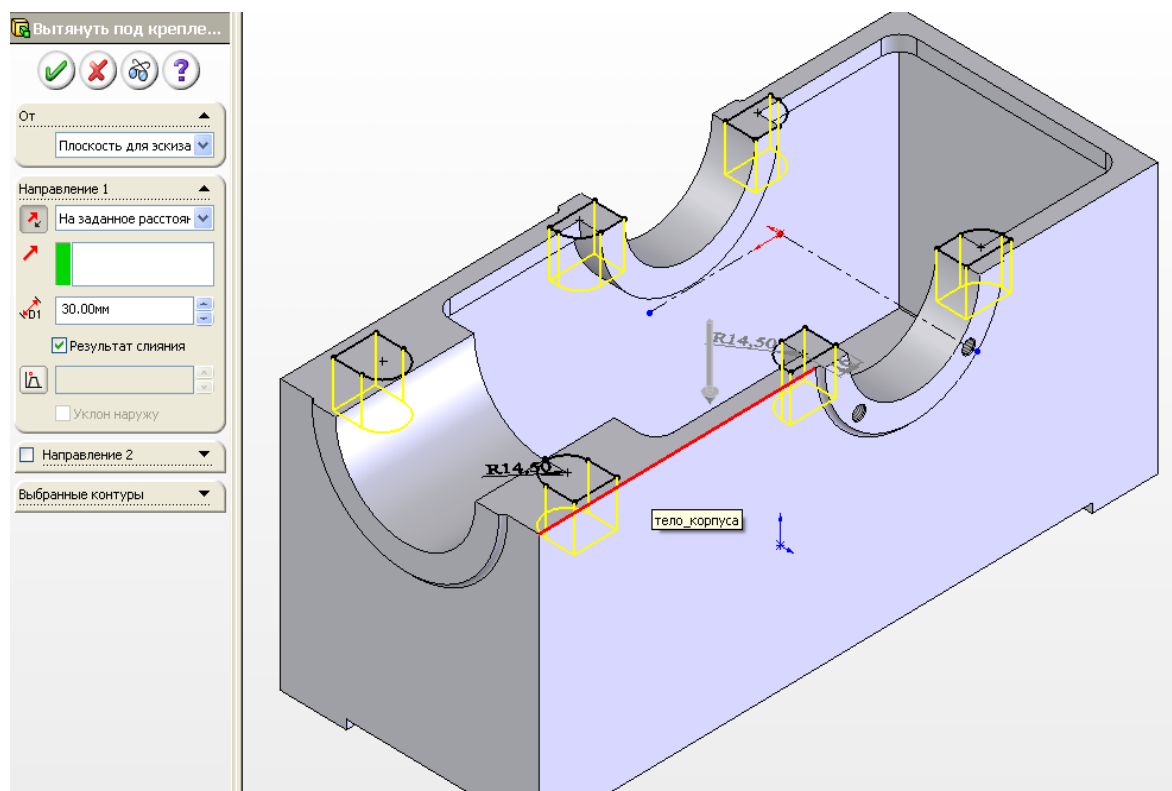 Вытянуть под крепле...
?
От
Плоскость для эскиза
Направление 1
На заданное расстоян
D1
30.00мм
Результат слияния
Уклон наружу
Направление 2
Выбранные контуры
R14,50
R14,50
тело_корпуса